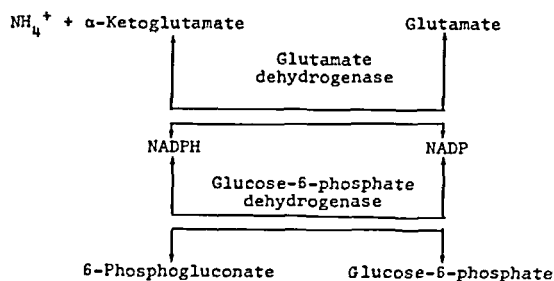 NH4+ + α-Ketoglutamate Glutamate
Glutamate
dehydrogenase
NADPH NADP
Glucose-6-phosphate
dehydrogenase
6-Phosphogluconate Glucose-6-phosphate